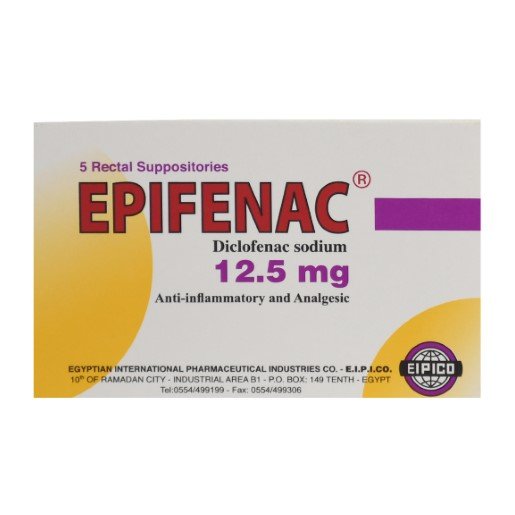 5 Rectal Suppositories
EPIFENAC®
Diclofenac sodium
12.5 mg
Anti-inflammatory and Analgesic
EGYPTIAN INTERNATIONAL PHARMACEUTICAL INDUSTRIES CO. - E.I.P.I.CO.
10th OF RAMADAN CITY - INDUSTRIAL AREA B1 - P.O. BOX: 149 TENTH - EGYPT
Tel:0554/499199 - Fax: 0554/499306
EIPICO